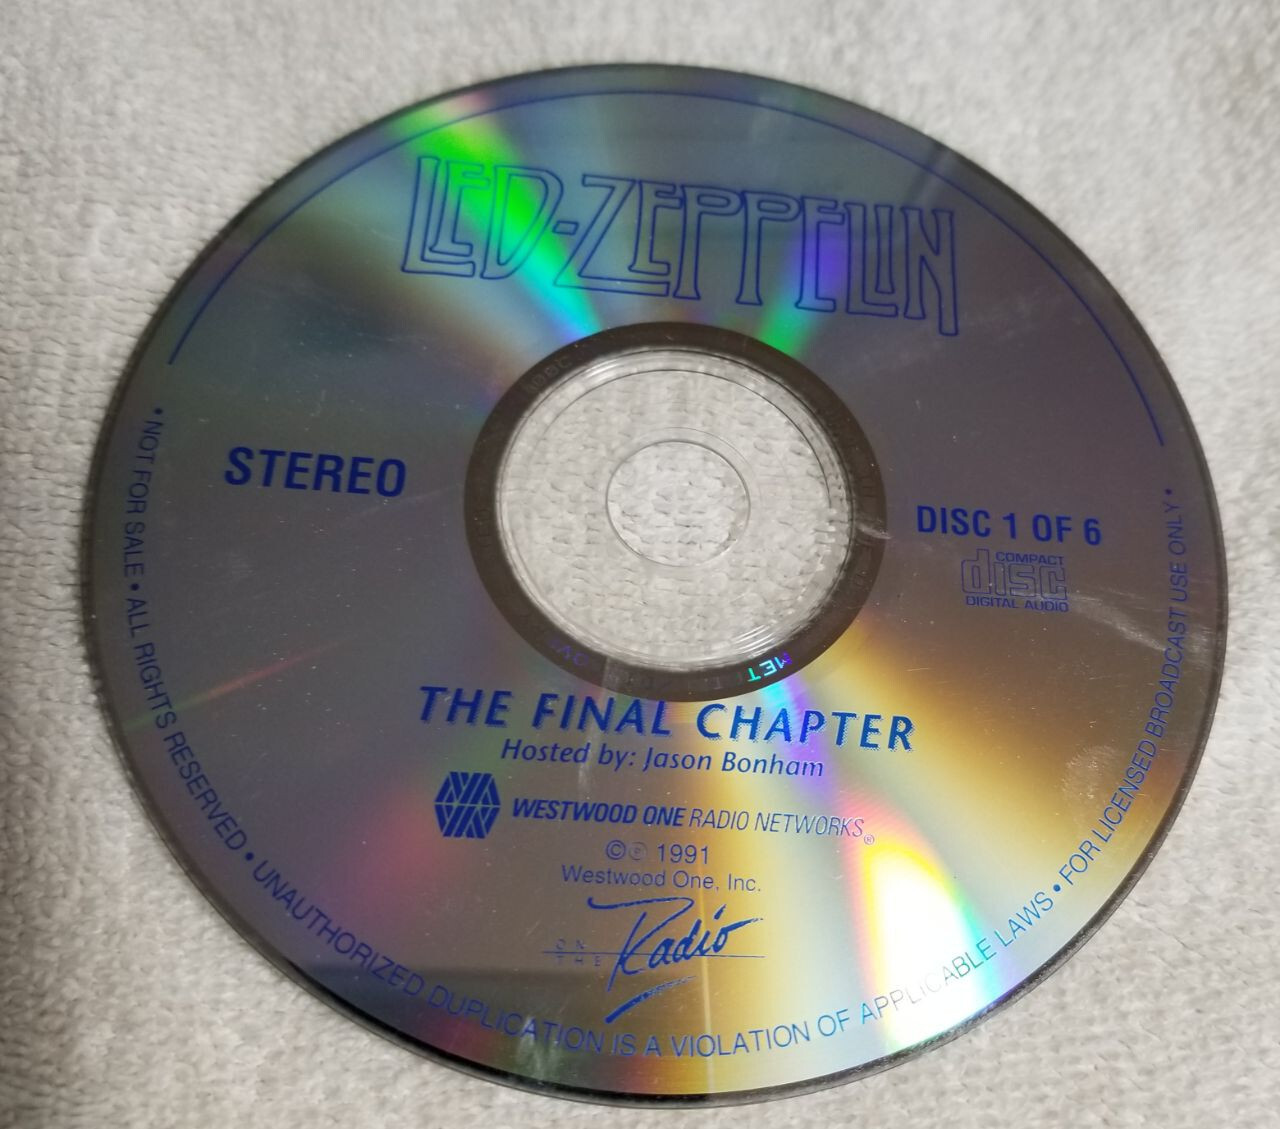 LED-ZEPPELIN
STEREO
DISC 1 OF 6
COMPACT
disc
DIGITAL AUDIO
THE FINAL CHAPTER
Hosted by: Jason Bonham
WESTWOOD ONE RADIO NETWORKS®
©℗ 1991
Westwood One, Inc.
ON THE Radio
• NOT FOR SALE • ALL RIGHTS RESERVED • UNAUTHORIZED DUPLICATION IS A VIOLATION OF APPLICABLE LAWS • FOR LICENSED BROADCAST USE ONLY •